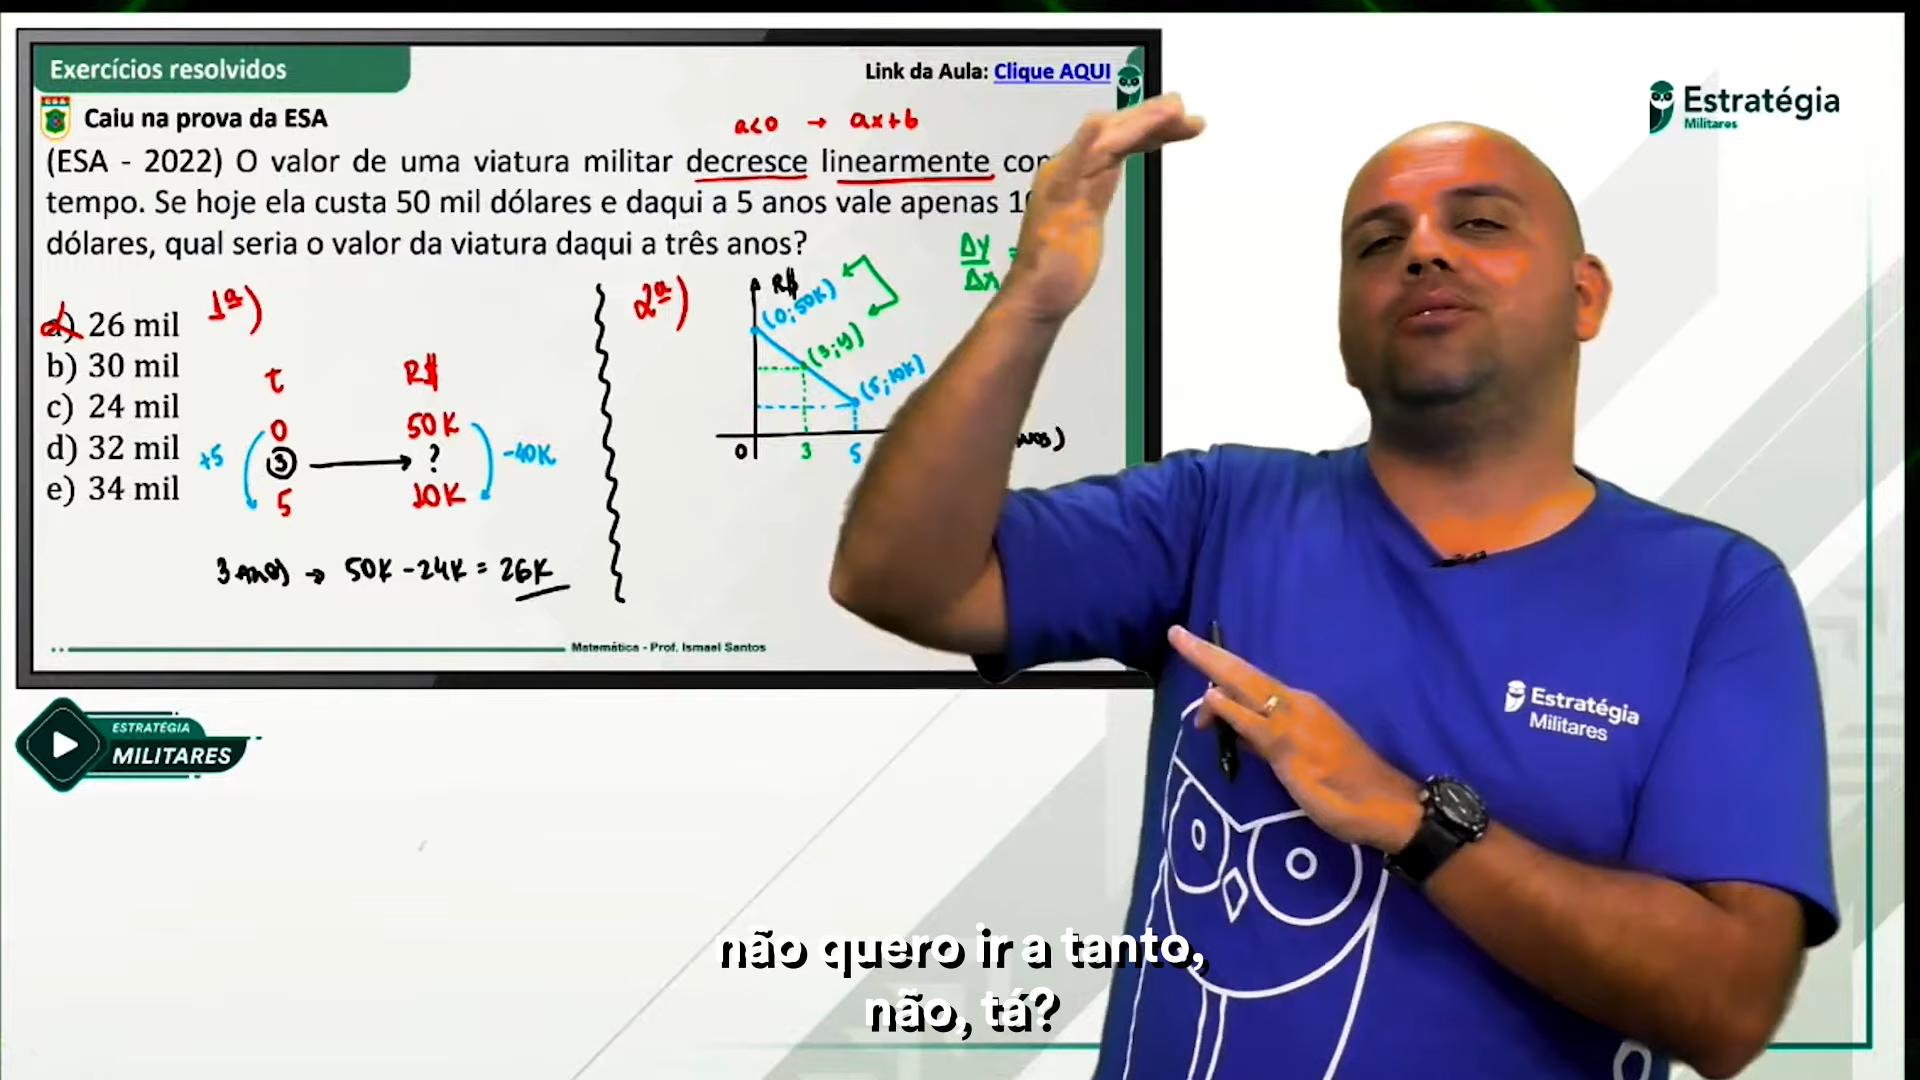 Exercícios resolvidos
Link da Aula: Clique AQUI
Caiu na prova da ESA
a<0 → ax+b
(ESA - 2022) O valor de uma viatura militar decresce linearmente
tempo. Se hoje ela custa 50 mil dólares e daqui a 5 anos vale apenas
dólares, qual seria o valor da viatura daqui a três anos?
a) 26 mil
b) 30 mil
c) 24 mil
d) 32 mil
e) 34 mil
1ª)
t R$
0 50K
3 → ?
5 10K
+5
-40K
3 anos → 50K - 24K = 26K
2ª)
R$
(0;50K)
(3;y)
(5;10K)
0 3 5
Δy
Δx
=
Matemática - Prof. Ismael Santos
Estratégia
Militares
ESTRATÉGIA
MILITARES
Estratégia
Militares
não quero ir a tanto,
não, tá?